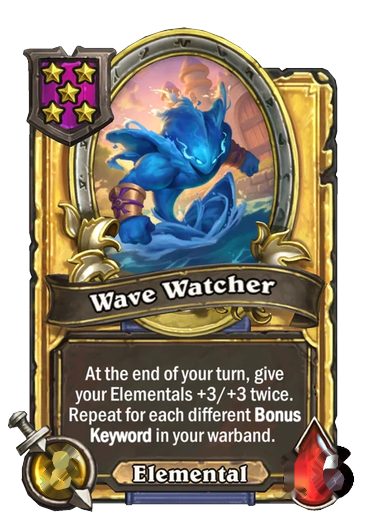 Wave Watcher
At the end of your turn, give
your Elementals +3/+3 twice.
Repeat for each different Bonus
Keyword in your warband.
Elemental